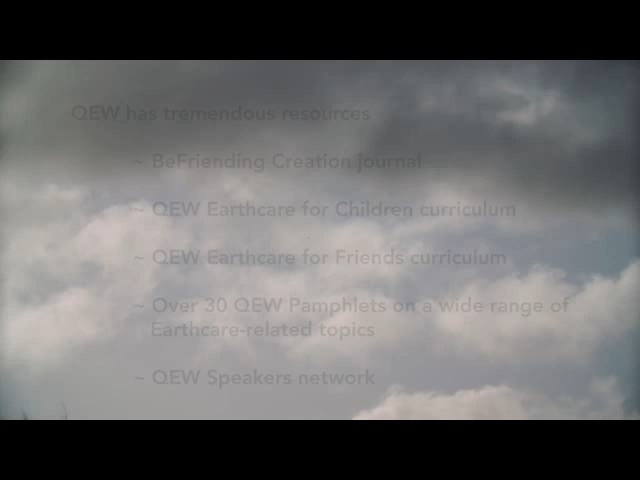 QEW has tremendous resources
~ BeFriending Creation journal
~ QEW Earthcare for Children curriculum
~ QEW Earthcare for Friends curriculum
~ Over 30 QEW Pamphlets on a wide range of
Earthcare-related topics
~ QEW Speakers network